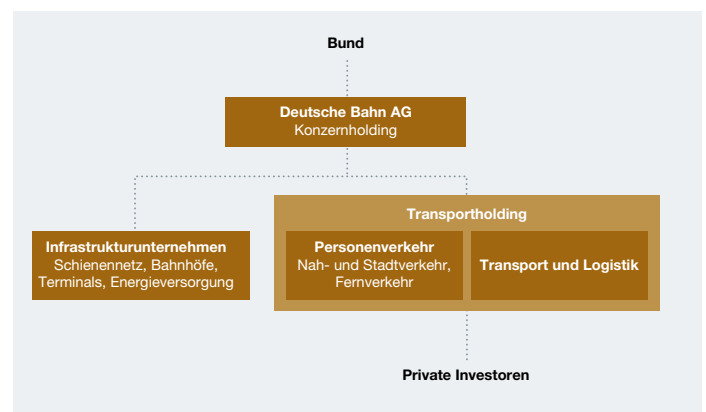 Bund
Deutsche Bahn AG
Konzernholding
Transportholding
Infrastrukturunternehmen
Schienennetz, Bahnhöfe,
Terminals, Energieversorgung
Personenverkehr
Nah- und Stadtverkehr,
Fernverkehr
Transport und Logistik
Private Investoren